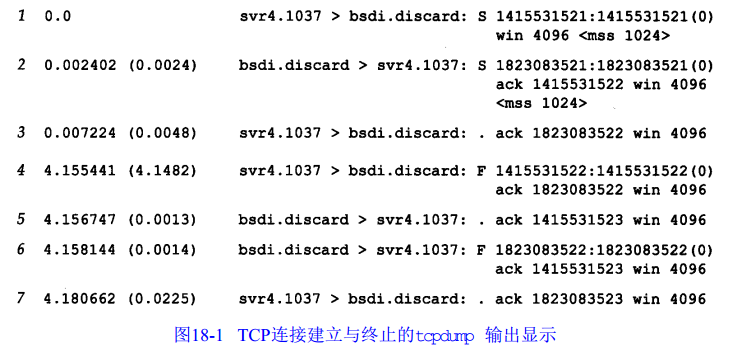 1 0.0 svr4.1037 > bsdi.discard: S 1415531521:1415531521(0)
win 4096 <mss 1024>
2 0.002402 (0.0024) bsdi.discard > svr4.1037: S 1823083521:1823083521(0)
ack 1415531522 win 4096
<mss 1024>
3 0.007224 (0.0048) svr4.1037 > bsdi.discard: . ack 1823083522 win 4096
4 4.155441 (4.1482) svr4.1037 > bsdi.discard: F 1415531522:1415531522(0)
ack 1823083522 win 4096
5 4.156747 (0.0013) bsdi.discard > svr4.1037: . ack 1415531523 win 4096
6 4.158144 (0.0014) bsdi.discard > svr4.1037: F 1823083522:1823083522(0)
ack 1415531523 win 4096
7 4.180662 (0.0225) svr4.1037 > bsdi.discard: . ack 1823083523 win 4096
图18-1 TCP连接建立与终止的tcpdump 输出显示